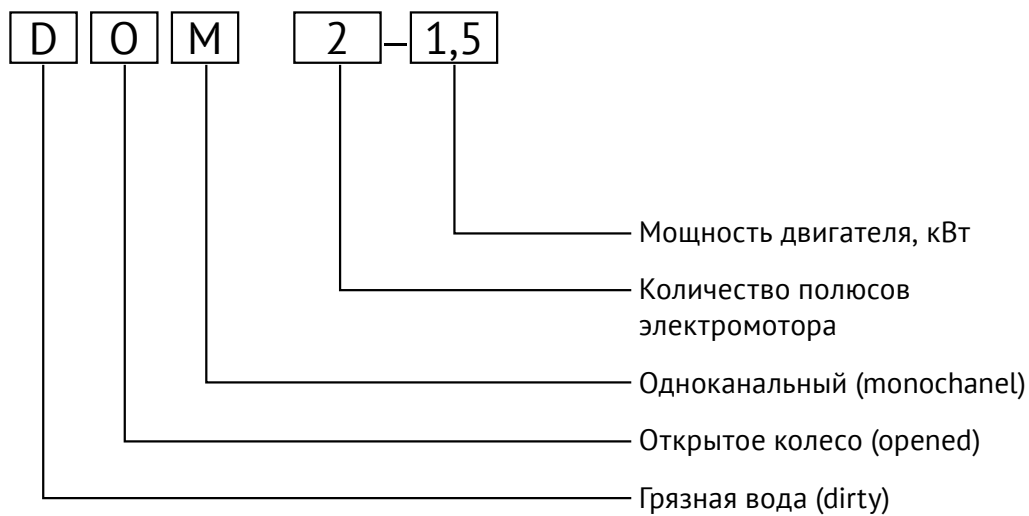 D O M 2–1,5
Мощность двигателя, кВт
Количество полюсов
электромотора
Одноканальный (monochanel)
Открытое колесо (opened)
Грязная вода (dirty)